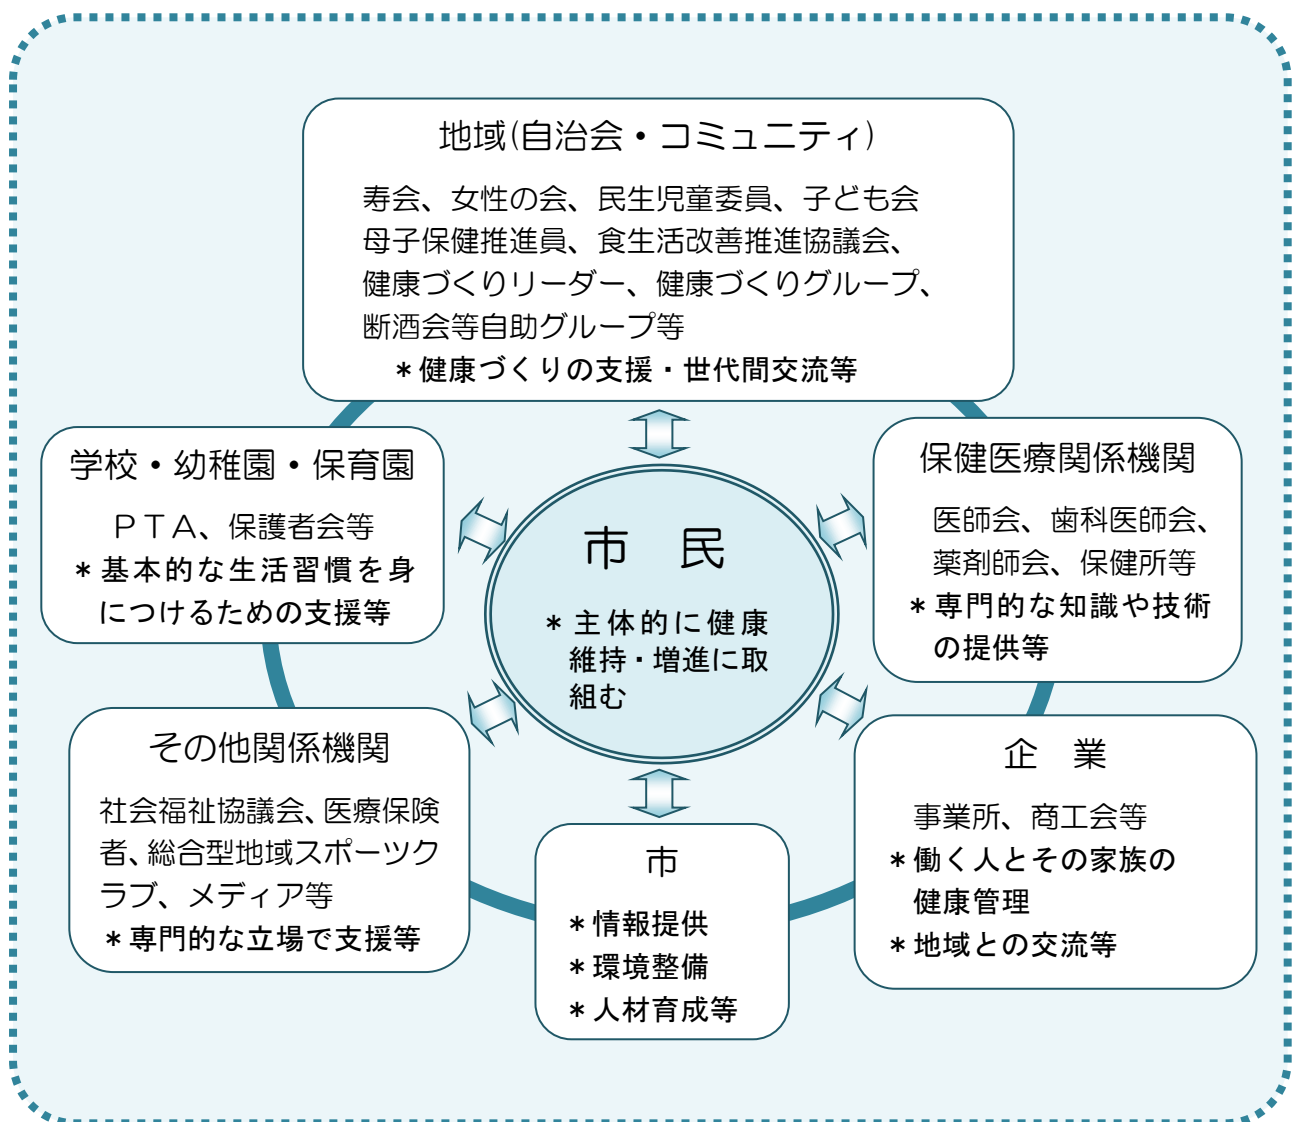 地域(自治会・コミュニティ)
寿会、女性の会、民生児童委員、子ども会
母子保健推進員、食生活改善推進協議会、
健康づくりリーダー、健康づくりグループ、
断酒会等自助グループ等
＊健康づくりの支援・世代間交流等
学校・幼稚園・保育園
ＰＴＡ、保護者会等
＊基本的な生活習慣を身
につけるための支援等
保健医療関係機関
医師会、歯科医師会、
薬剤師会、保健所等
＊専門的な知識や技術
の提供等
市　民
＊主体的に健康
維持・増進に取
組む
その他関係機関
社会福祉協議会、医療保険
者、総合型地域スポーツク
ラブ、メディア等
＊専門的な立場で支援等
市
＊情報提供
＊環境整備
＊人材育成等
企　業
事業所、商工会等
＊働く人とその家族の
健康管理
＊地域との交流等